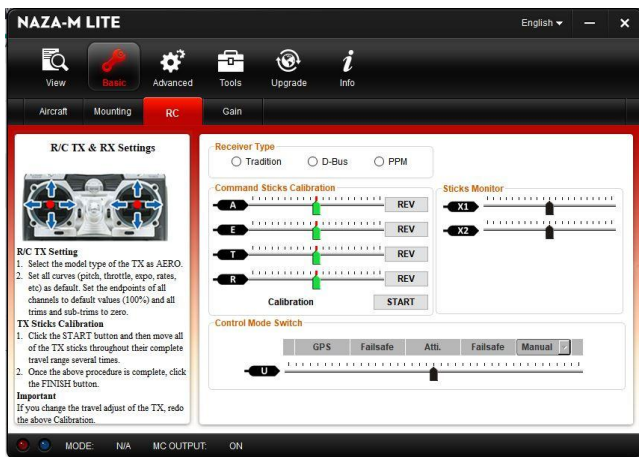 NAZA-M LITE
English
View
Basic
Advanced
Tools
Upgrade
Info
Aircraft
Mounting
RC
Gain
R/C TX & RX Settings
R/C TX Setting
1. Select the model type of the TX as AERO.
2. Set all curves (pitch, throttle, expo, rates,
etc) as default. Set the endpoints of all
channels to default values (100%) and all
trims and sub-trims to zero.
TX Sticks Calibration
1. Click the START button and then move all
of the TX sticks throughout their complete
travel range several times.
2. Once the above procedure is complete, click
the FINISH button.
Important
If you change the travel adjust of the TX, redo
the above Calibration.
Receiver Type
Tradition
D-Bus
PPM
Command Sticks Calibration
A
REV
E
REV
T
REV
R
REV
Calibration
START
Sticks Monitor
X1
X2
Control Mode Switch
GPS
Failsafe
Atti.
Failsafe
Manual
U
MODE:
N/A
MC OUTPUT:
ON